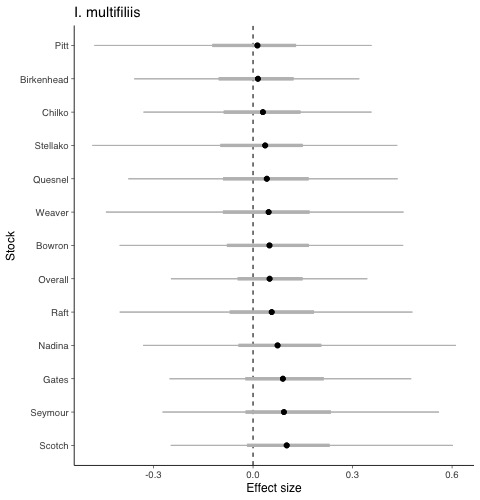 I. multifiliis
Pitt
Birkenhead
Chilko
Stellako
Quesnel
Weaver
Bowron
Overall
Raft
Nadina
Gates
Seymour
Scotch
Stock
-0.3 0.0 0.3 0.6
Effect size